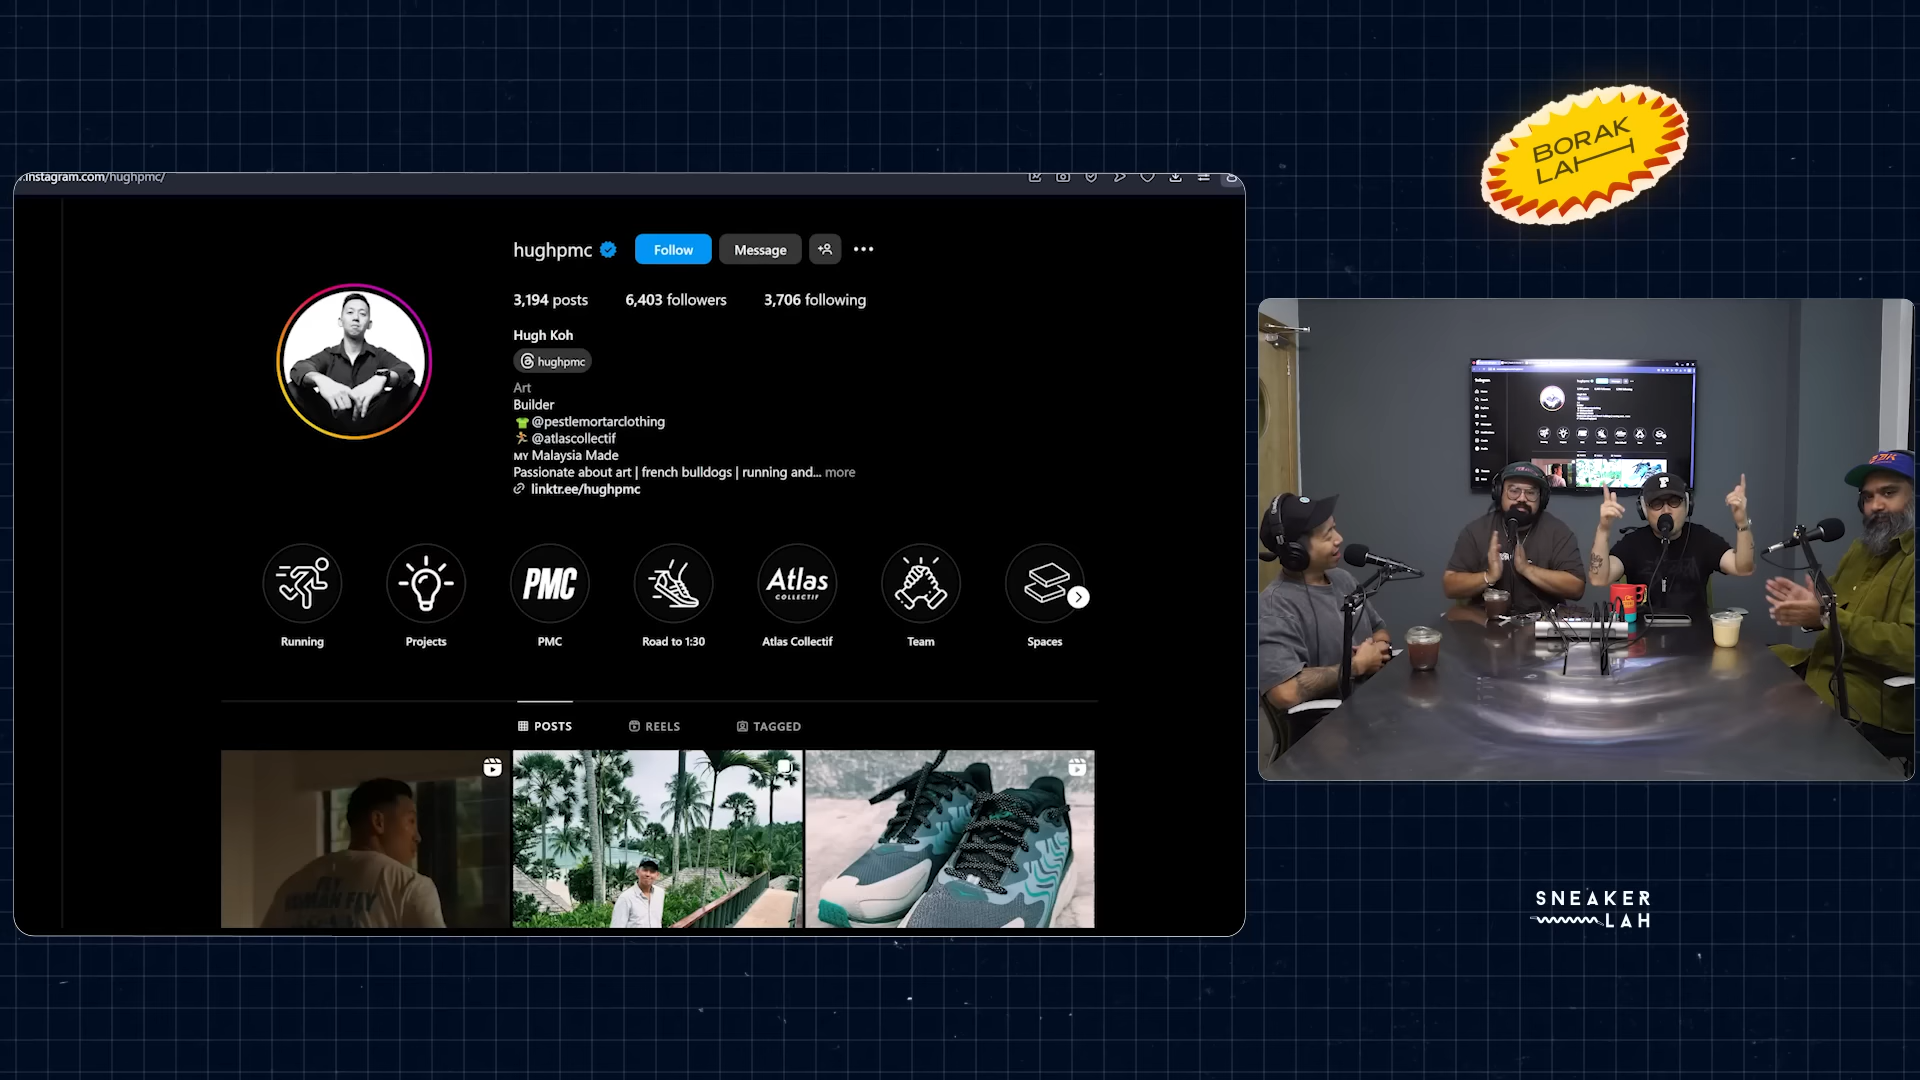 .instagram.com/hughpmc/
hughpmc
Follow
Message
3,194 posts
6,403 followers
3,706 following
Hugh Koh
hughpmc
Art
Builder
@pestlemortarclothing
@atlascollectif
MY Malaysia Made
Passionate about art | french bulldogs | running and... more
linktr.ee/hughpmc
PMC
Atlas
COLLECTIF
Running
Projects
PMC
Road to 1:30
Atlas Collectif
Team
Spaces
POSTS
REELS
TAGGED
BORAK
LAH
SNEAKER
LAH